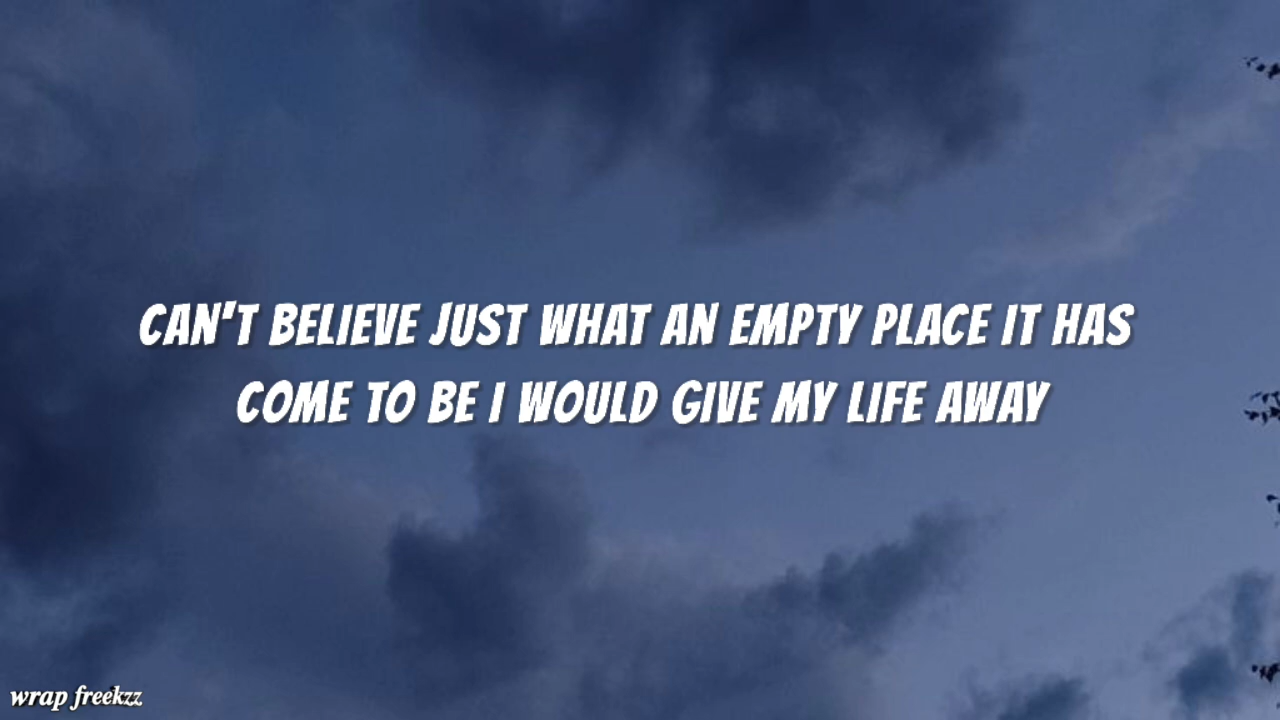 CAN'T BELIEVE JUST WHAT AN EMPTY PLACE IT HAS
COME TO BE I WOULD GIVE MY LIFE AWAY
wrap freekzz